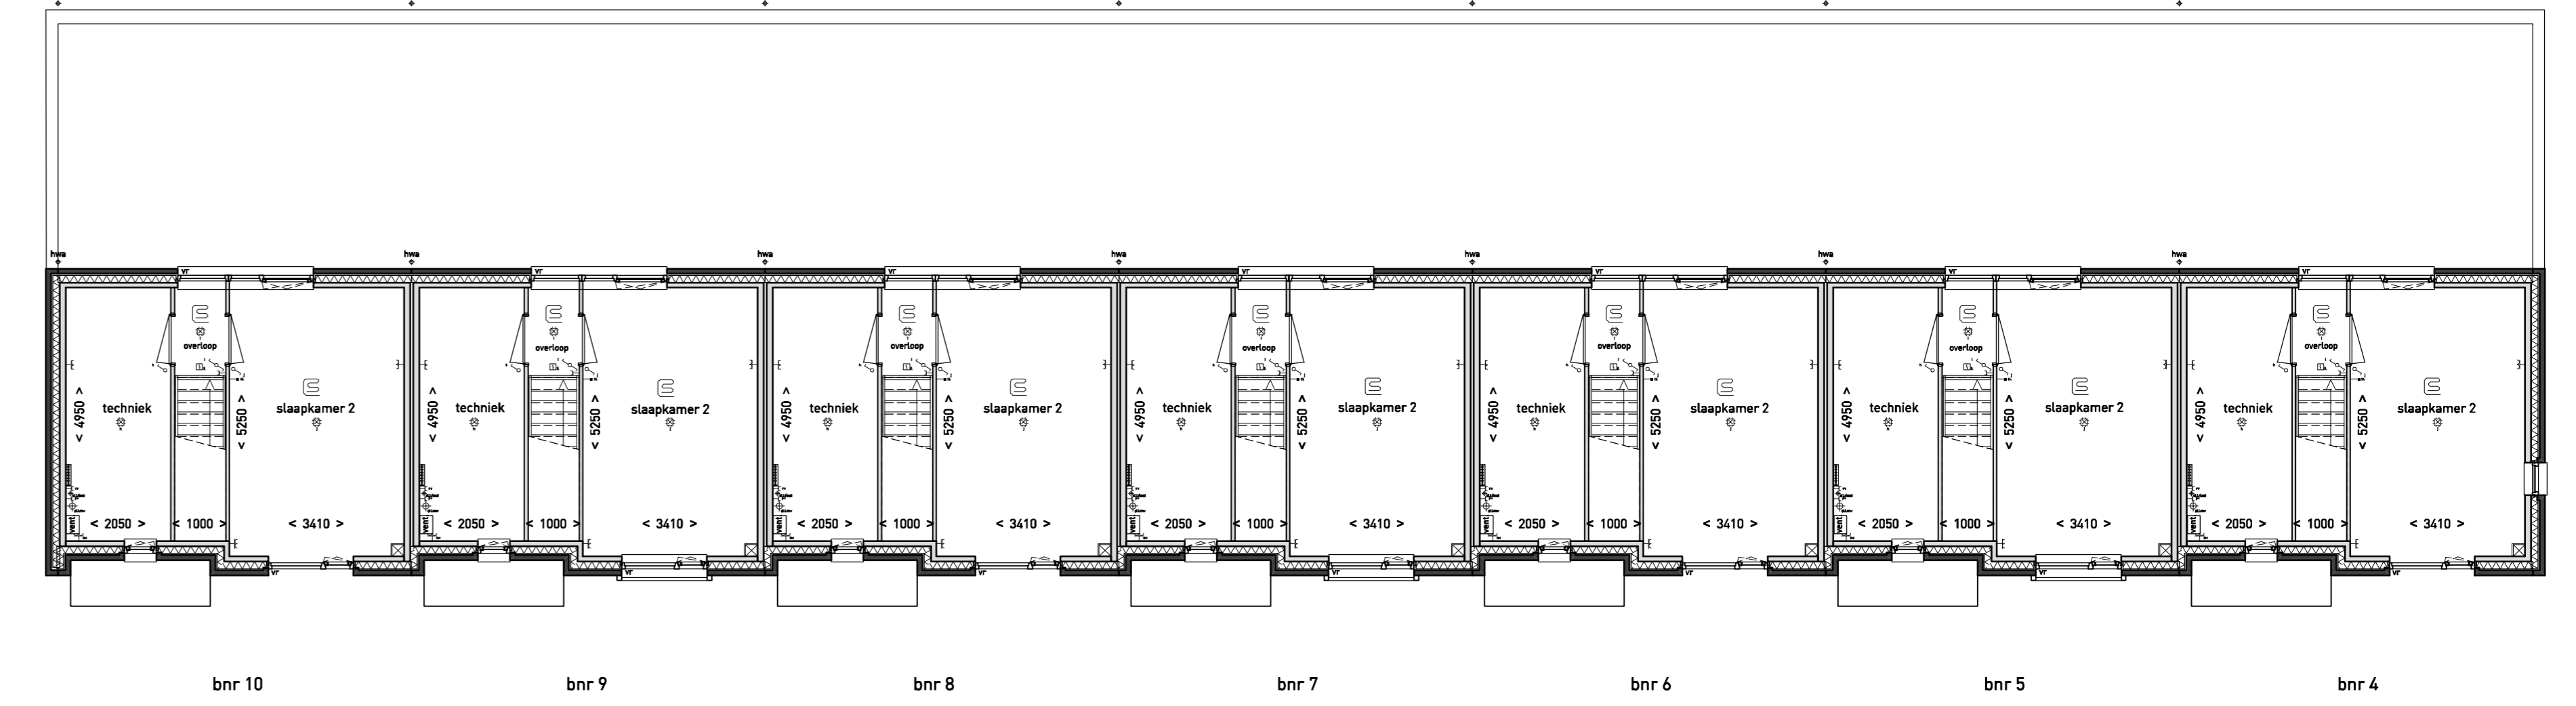 hwa hwa hwa hwa hwa hwa hwa
vr vr vr vr vr vr vr
overloop overloop overloop overloop overloop overloop overloop
< 4950 > techniek < 5250 > slaapkamer 2
< 4950 > techniek < 5250 > slaapkamer 2
< 4950 > techniek < 5250 > slaapkamer 2
< 4950 > techniek < 5250 > slaapkamer 2
< 4950 > techniek < 5250 > slaapkamer 2
< 4950 > techniek < 5250 > slaapkamer 2
< 4950 > techniek < 5250 > slaapkamer 2
vent < 2050 > < 1000 > < 3410 >
vent < 2050 > < 1000 > < 3410 >
vent < 2050 > < 1000 > < 3410 >
vent < 2050 > < 1000 > < 3410 >
vent < 2050 > < 1000 > < 3410 >
vent < 2050 > < 1000 > < 3410 >
vent < 2050 > < 1000 > < 3410 >
vr vr vr vr vr vr vr
bnr 10 bnr 9 bnr 8 bnr 7 bnr 6 bnr 5 bnr 4